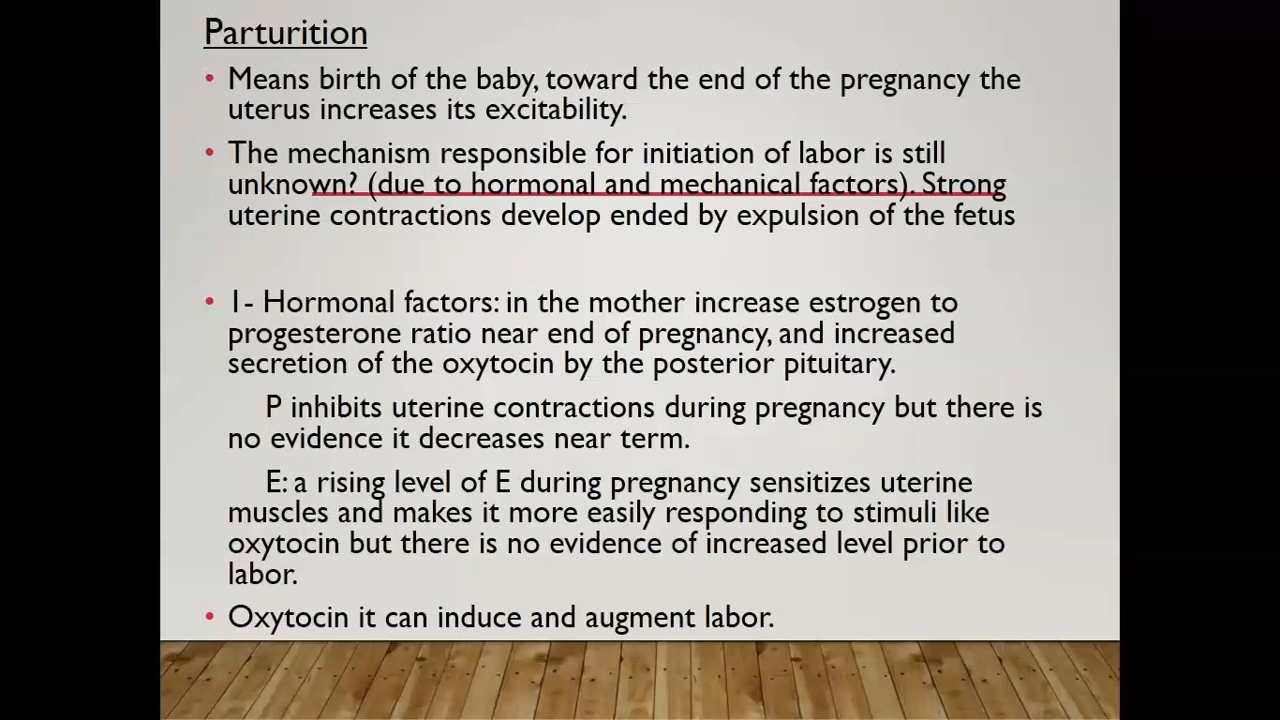 Parturition
• Means birth of the baby, toward the end of the pregnancy the
uterus increases its excitability.
• The mechanism responsible for initiation of labor is still
unknown? (due to hormonal and mechanical factors). Strong
uterine contractions develop ended by expulsion of the fetus
• 1- Hormonal factors: in the mother increase estrogen to
progesterone ratio near end of pregnancy, and increased
secretion of the oxytocin by the posterior pituitary.
P inhibits uterine contractions during pregnancy but there is
no evidence it decreases near term.
E: a rising level of E during pregnancy sensitizes uterine
muscles and makes it more easily responding to stimuli like
oxytocin but there is no evidence of increased level prior to
labor.
• Oxytocin it can induce and augment labor.